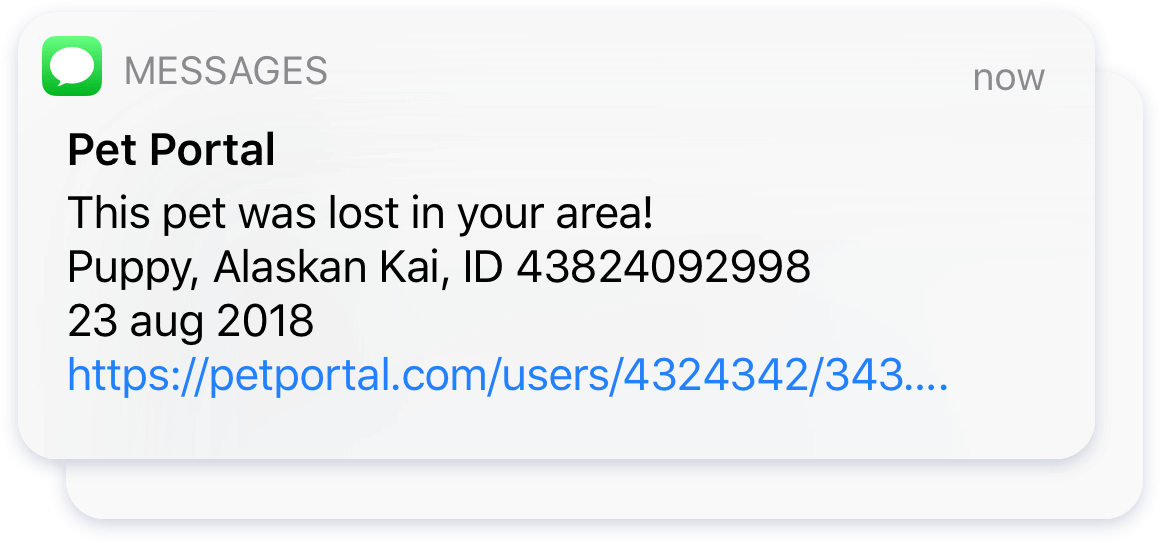 MESSAGES
now
Pet Portal
This pet was lost in your area!
Puppy, Alaskan Kai, ID 43824092998
23 aug 2018
https://petportal.com/users/4324342/343....